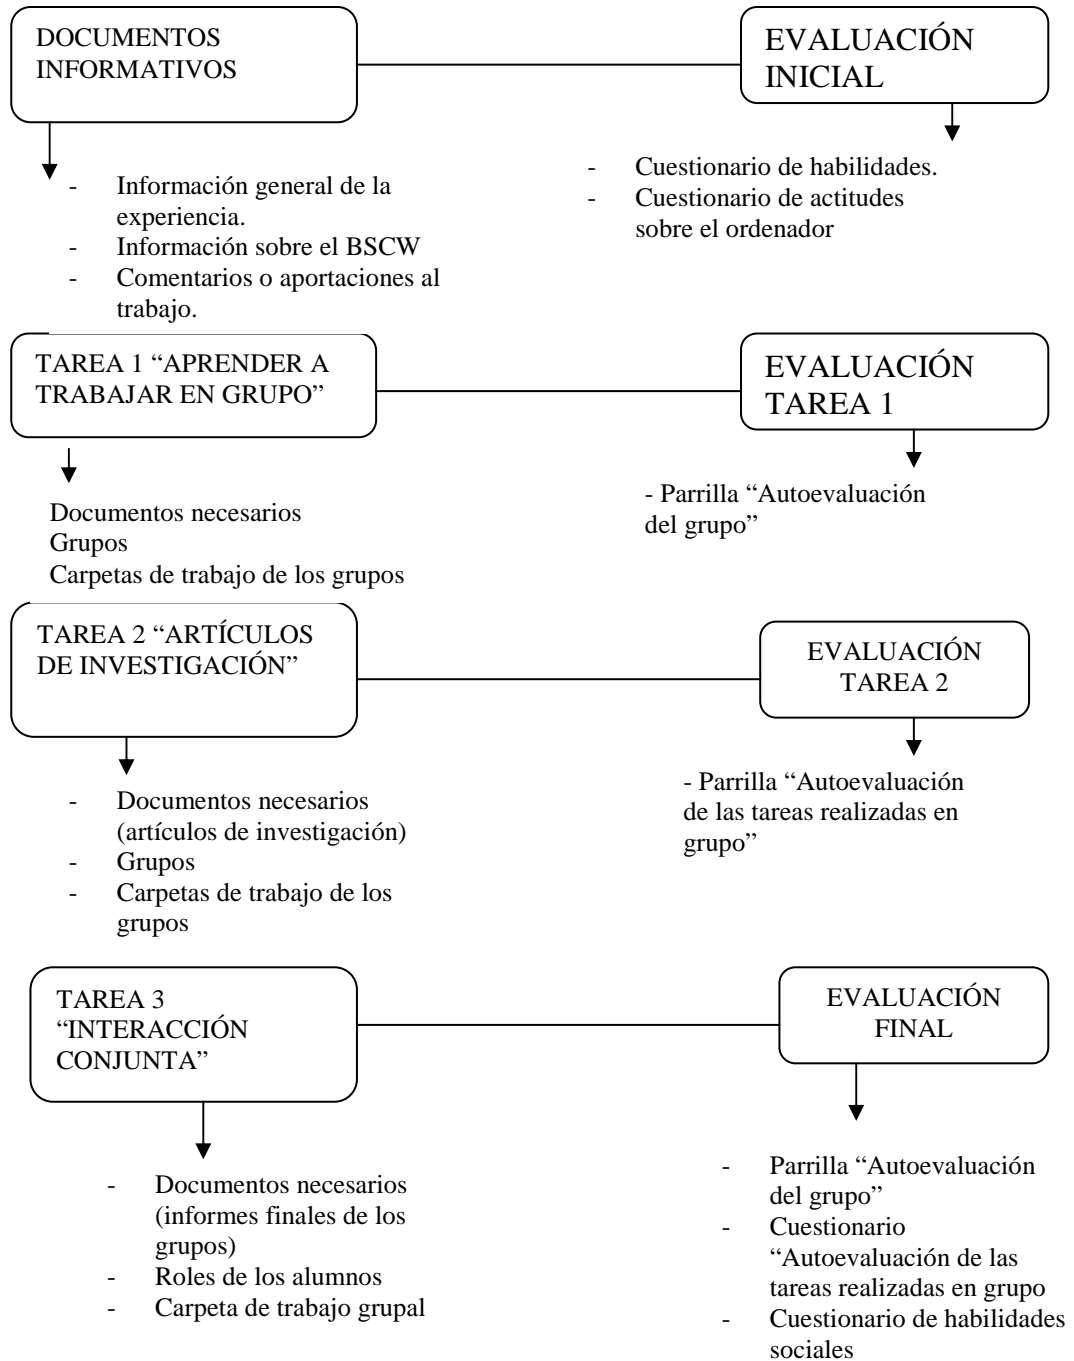 DOCUMENTOS
INFORMATIVOS
EVALUACIÓN
INICIAL
- Información general de la
experiencia.
- Información sobre el BSCW
- Comentarios o aportaciones al
trabajo.
- Cuestionario de habilidades.
- Cuestionario de actitudes
sobre el ordenador
TAREA 1 “APRENDER A
TRABAJAR EN GRUPO”
EVALUACIÓN
TAREA 1
Documentos necesarios
Grupos
Carpetas de trabajo de los grupos
- Parrilla “Autoevaluación
del grupo”
TAREA 2 “ARTÍCULOS
DE INVESTIGACIÓN”
EVALUACIÓN
TAREA 2
- Documentos necesarios
(artículos de investigación)
- Grupos
- Carpetas de trabajo de los
grupos
- Parrilla “Autoevaluación
de las tareas realizadas en
grupo”
TAREA 3
“INTERACCIÓN
CONJUNTA”
EVALUACIÓN
FINAL
- Documentos necesarios
(informes finales de los
grupos)
- Roles de los alumnos
- Carpeta de trabajo grupal
- Parrilla “Autoevaluación
del grupo”
- Cuestionario
“Autoevaluación de las
tareas realizadas en grupo
- Cuestionario de habilidades
sociales